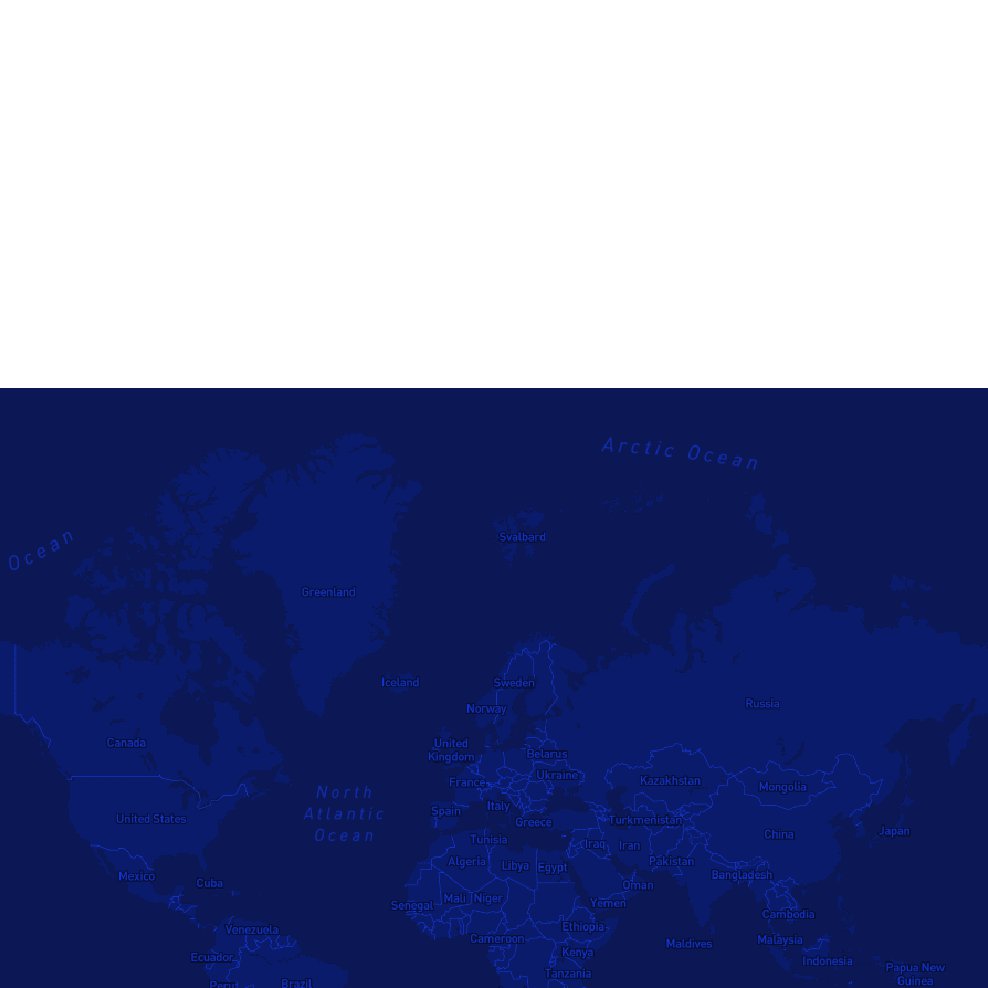 Arctic Ocean
Ocean
Svalbard
Greenland
Iceland
Sweden
Norway
Russia
Canada
United
Kingdom
Belarus
Ukraine
Kazakhstan
Mongolia
France
North
Atlantic
Ocean
Italy
Spain
Greece
Turkmenistan
United States
China
Japan
Tunisia
Iraq
Iran
Algeria
Libya
Egypt
Pakistan
Bangladesh
Mexico
Cuba
Oman
Mali
Niger
Senegal
Yemen
Cambodia
Venezuela
Ethiopia
Cameroon
Maldives
Malaysia
Kenya
Ecuador
Indonesia
Papua New
Guinea
Tanzania
Peru
Brazil